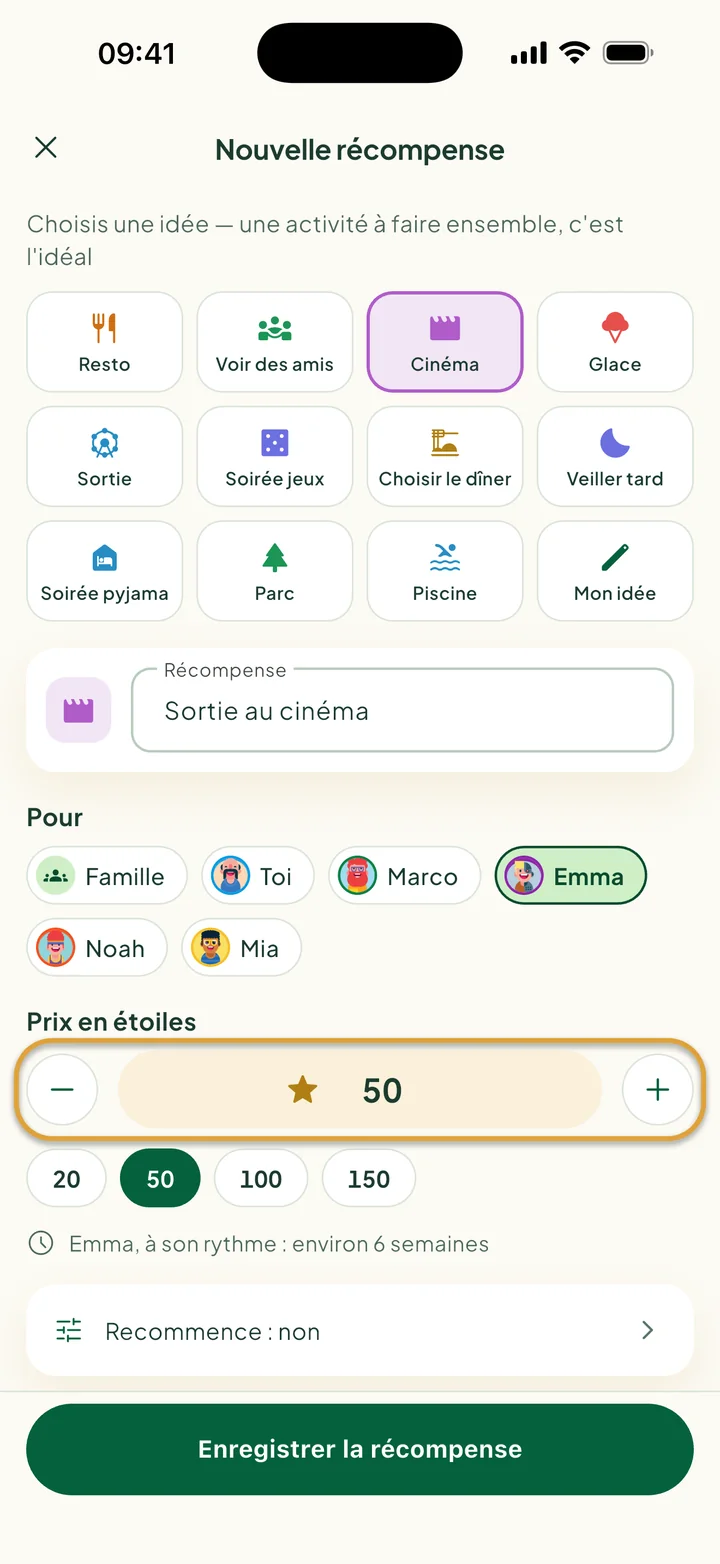 09:41
Nouvelle récompense
Choisis une idée — une activité à faire ensemble, c'est
l'idéal
Resto
Voir des amis
Cinéma
Glace
Sortie
Soirée jeux
Choisir le dîner
Veiller tard
Soirée pyjama
Parc
Piscine
Mon idée
Récompense
Sortie au cinéma
Pour
Famille
Toi
Marco
Emma
Noah
Mia
Prix en étoiles
50
20
50
100
150
Emma, à son rythme : environ 6 semaines
Recommence : non
Enregistrer la récompense